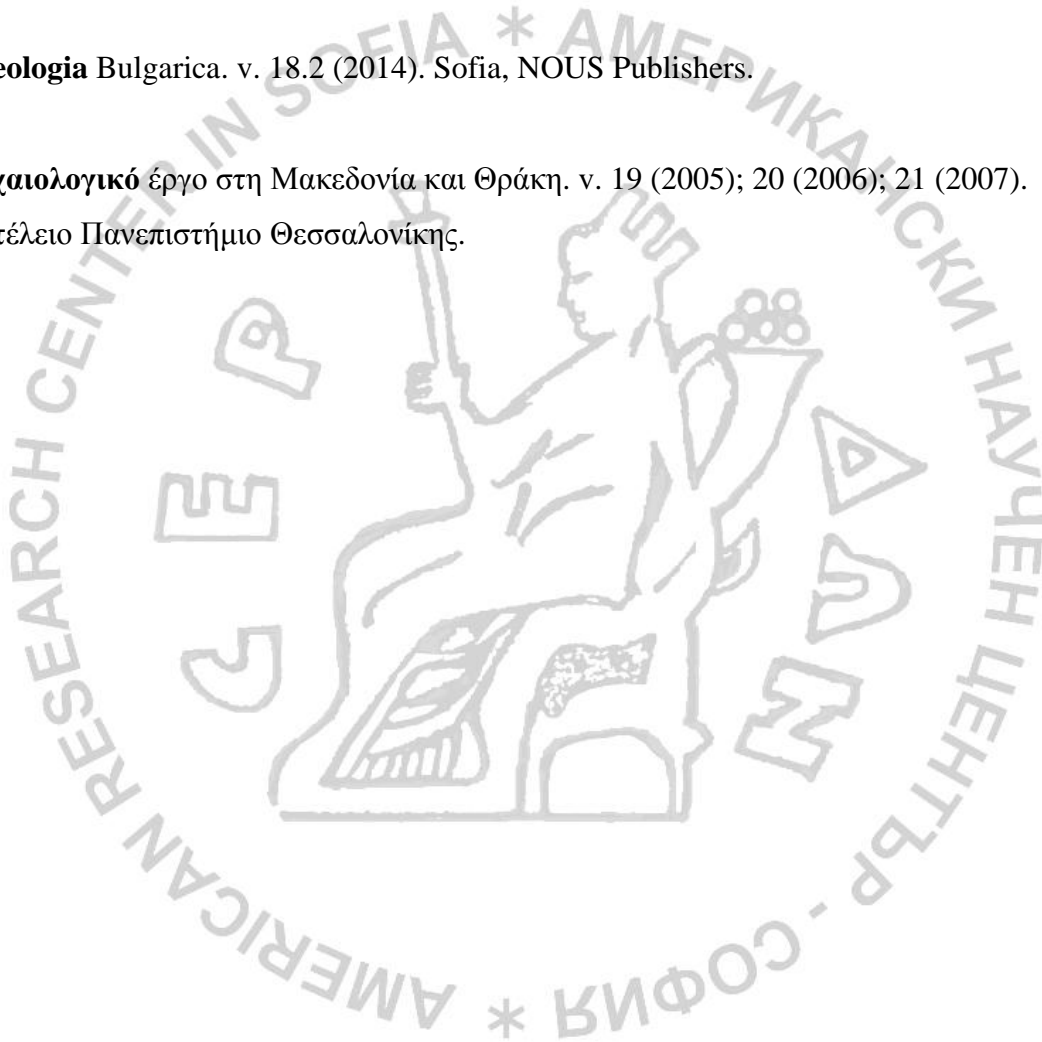 eologia Bulgarica. v. 18.2 (2014). Sofia, NOUS Publishers.
χαιολογικό έργο στη Μακεδονία και Θράκη. v. 19 (2005); 20 (2006); 21 (2007).
τέλειο Πανεπιστήμιο Θεσσαλονίκης.
AMERICAN RESEARCH CENTER IN SOFIA * АМЕРИКАНСКИ НАУЧЕН ЦЕНТЪР - СОФИЯ *